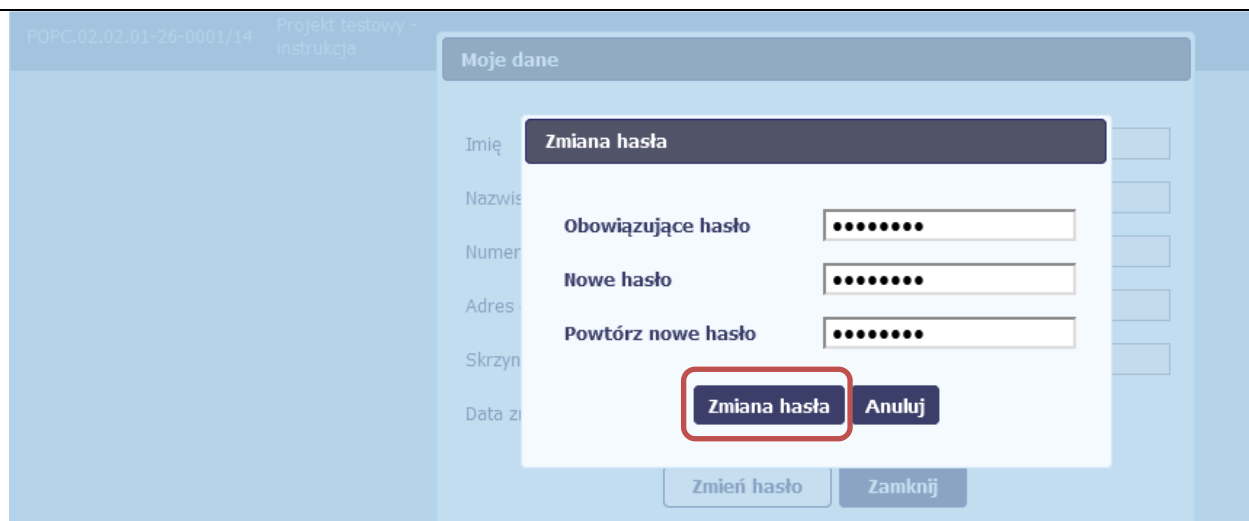 POPC.02.02.01-26-0001/14
Projekt testowy -
instrukcja
Moje dane
Imię
Zmiana hasła
Nazwis
Obowiązujące hasło ●●●●●●●●
Numer
Nowe hasło ●●●●●●●●
Adres
Powtórz nowe hasło ●●●●●●●●
Skrzyn
Zmiana hasła Anuluj
Data z
Zmień hasło Zamknij